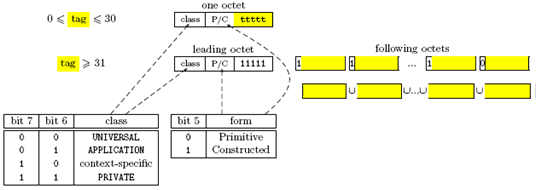 one octet
0 ⩽ tag ⩽ 30 class P/C ttttt
leading octet following octets
tag ⩾ 31 class P/C 11111 1 1 ... 1 0
∪ ∪...∪ ∪
bit 7 bit 6 class bit 5 form
0 0 UNIVERSAL 0 Primitive
0 1 APPLICATION 1 Constructed
1 0 context-specific
1 1 PRIVATE